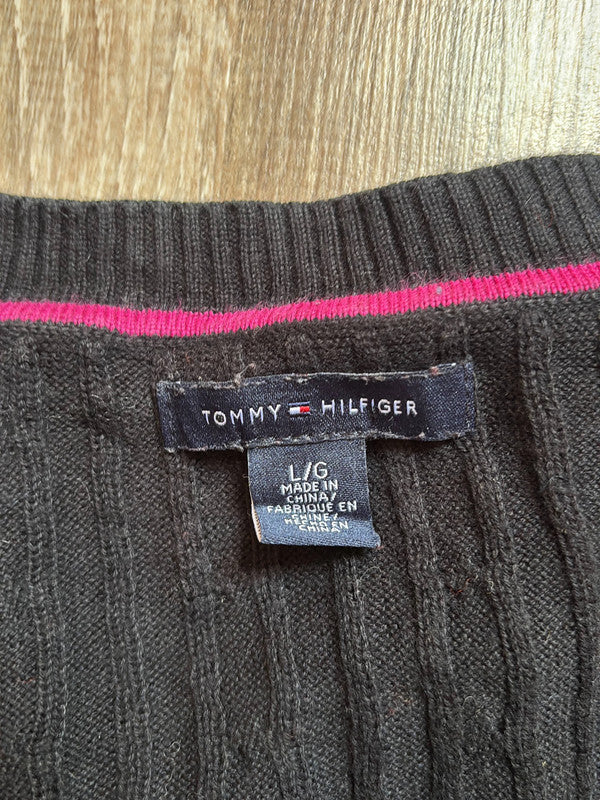 TOMMY HILFIGER
L/G
MADE IN
CHINA/
FABRIQUE EN
CHINE/
HECHO EN
CHINA